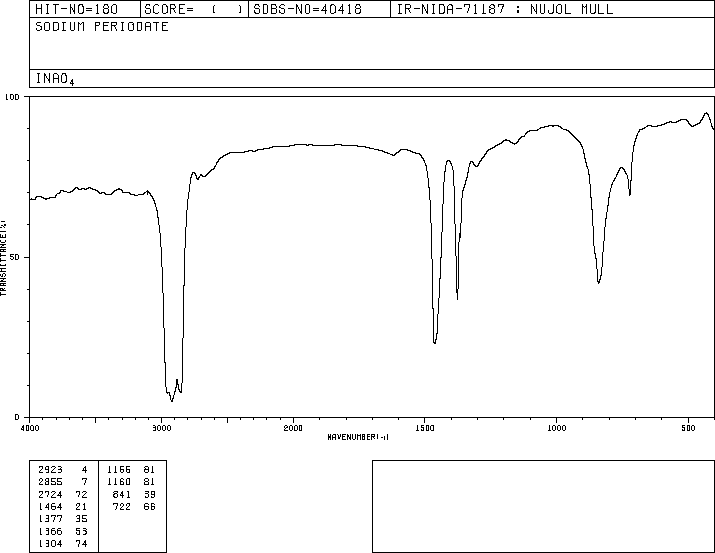 HIT-NO=180 SCORE= ( ) SDBS-NO=40418 IR-NIDA-71187 : NUJOL MULL
SODIUM PERIODATE
INAO4
100
50
0
TRANSMITTANCE(%)
4000 3000 2000 1500 1000 500
WAVENUMBER(-1)
2923 4 1166 81
2855 7 1160 81
2724 72 841 39
1464 21 722 66
1377 35
1366 53
1304 74